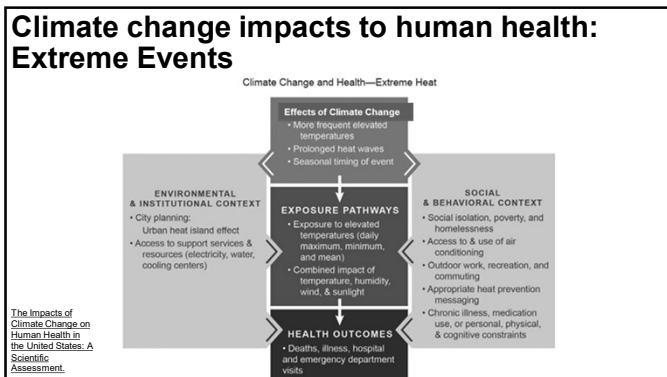 Climate change impacts to human health:
Extreme Events
Climate Change and Health—Extreme Heat
Effects of Climate Change
• More frequent elevated
temperatures
• Prolonged heat waves
• Seasonal timing of event
ENVIRONMENTAL
& INSTITUTIONAL CONTEXT
• City planning:
Urban heat island effect
• Access to support services &
resources (electricity, water,
cooling centers)
EXPOSURE PATHWAYS
• Exposure to elevated
temperatures (daily
maximum, minimum,
and mean)
• Combined impact of
temperature, humidity,
wind, & sunlight
SOCIAL
& BEHAVIORAL CONTEXT
• Social isolation, poverty, and
homelessness
• Access to & use of air
conditioning
• Outdoor work, recreation, and
commuting
• Appropriate heat prevention
messaging
• Chronic illness, medication
use, or personal, physical,
& cognitive constraints
HEALTH OUTCOMES
• Deaths, illness, hospital
and emergency department
visits
The Impacts of
Climate Change on
Human Health in
the United States: A
Scientific
Assessment.